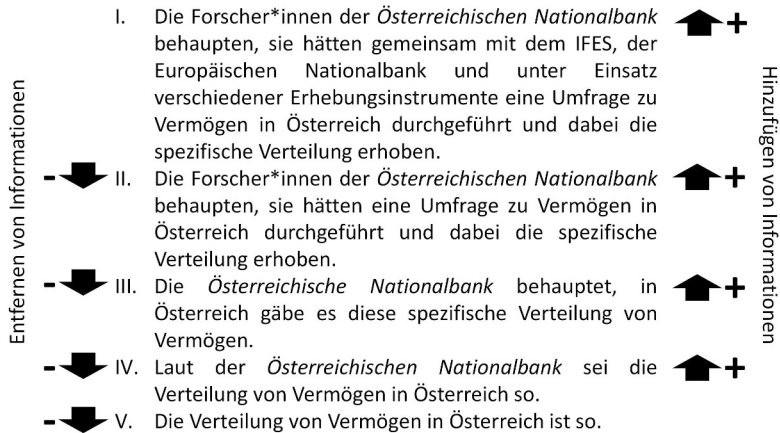 Entfernen von Informationen
I. Die Forscher*innen der Österreichischen Nationalbank
behaupten, sie hätten gemeinsam mit dem IFES, der
Europäischen Nationalbank und unter Einsatz
verschiedener Erhebungsinstrumente eine Umfrage zu
Vermögen in Österreich durchgeführt und dabei die
spezifische Verteilung erhoben.
II. Die Forscher*innen der Österreichischen Nationalbank
behaupten, sie hätten eine Umfrage zu Vermögen in
Österreich durchgeführt und dabei die spezifische
Verteilung erhoben.
III. Die Österreichische Nationalbank behauptet, in
Österreich gäbe es diese spezifische Verteilung von
Vermögen.
IV. Laut der Österreichischen Nationalbank sei die
Verteilung von Vermögen in Österreich so.
V. Die Verteilung von Vermögen in Österreich ist so.
Hinzufügen von Informationen